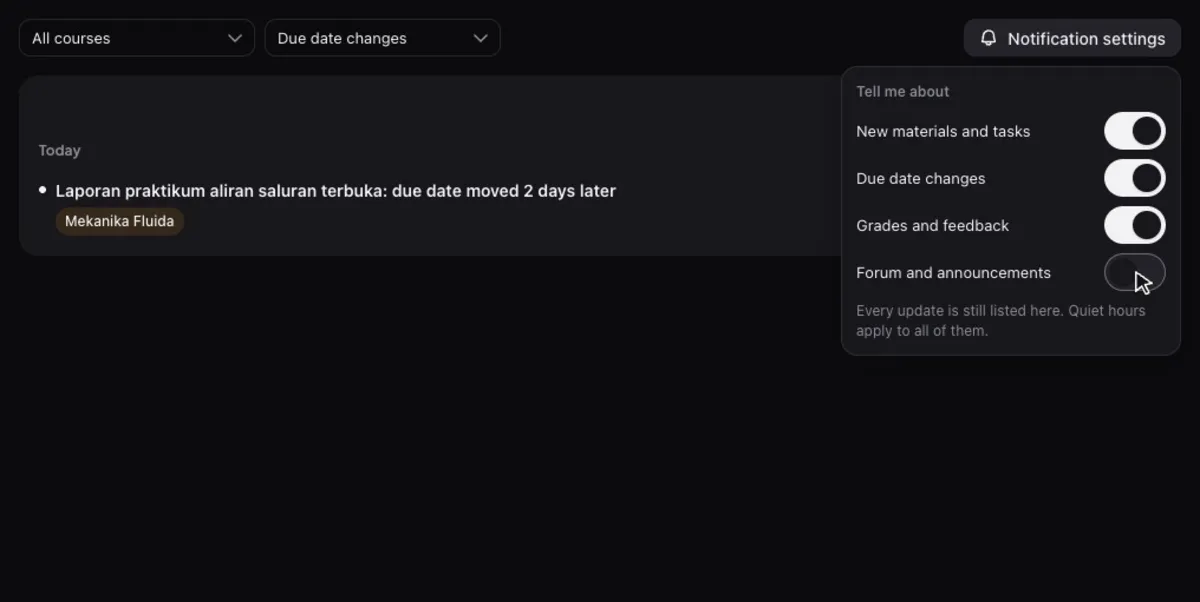 All courses
Due date changes
Notification settings
Tell me about
New materials and tasks
Due date changes
Grades and feedback
Forum and announcements
Every update is still listed here. Quiet hours
apply to all of them.
Today
Laporan praktikum aliran saluran terbuka: due date moved 2 days later
Mekanika Fluida